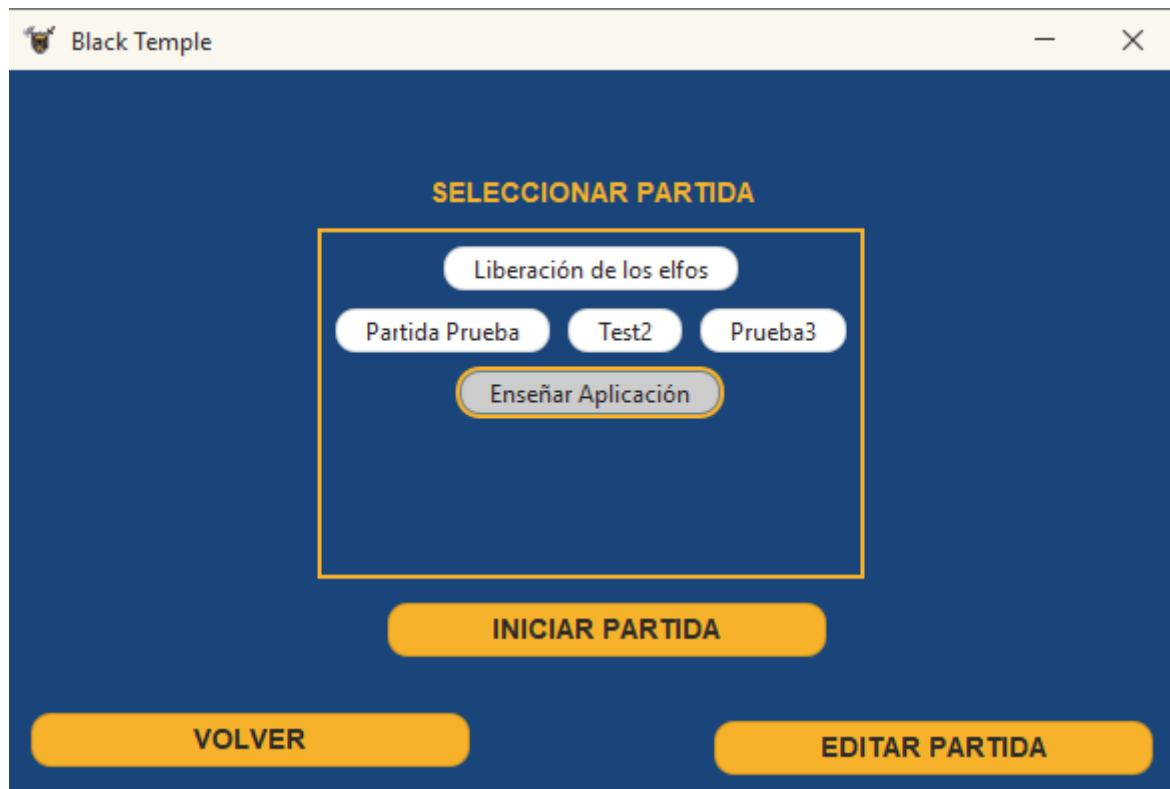 Black Temple
SELECCIONAR PARTIDA
Liberación de los elfos
Partida Prueba Test2 Prueba3
Enseñar Aplicación
INICIAR PARTIDA
VOLVER
EDITAR PARTIDA